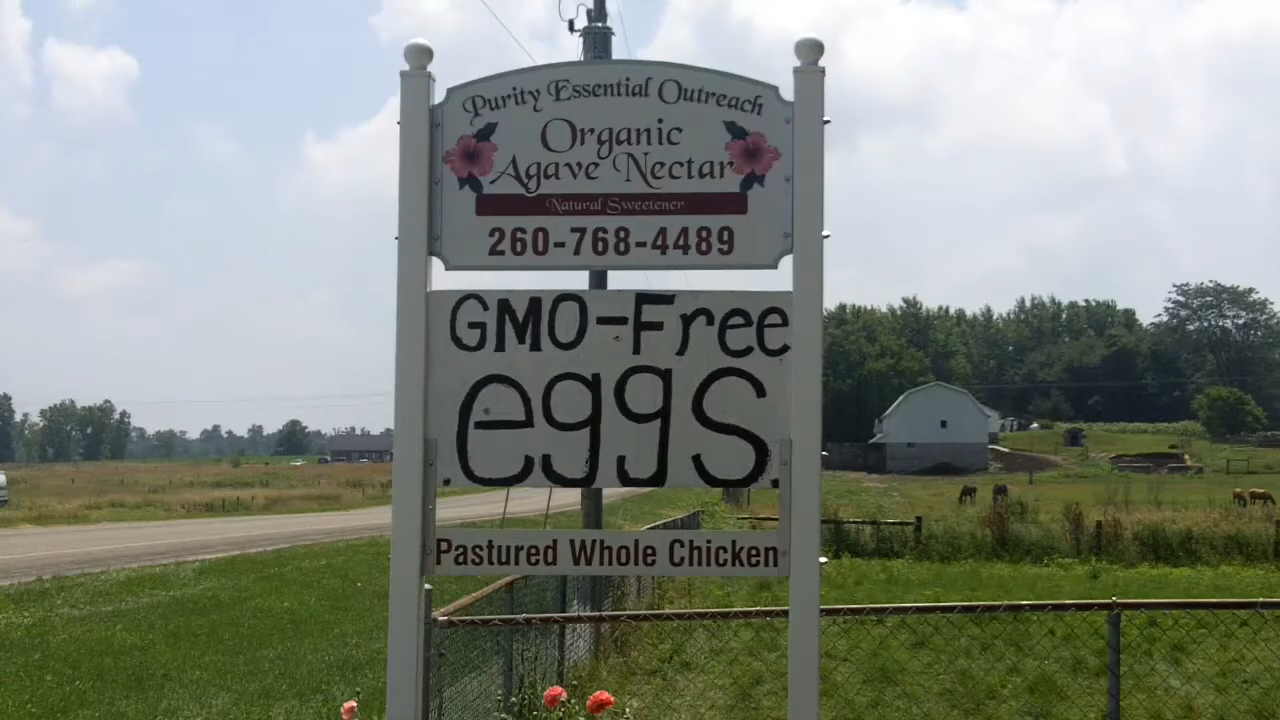 Purity Essential Outreach
Organic
Agave Nectar
Natural Sweetener
260-768-4489
GMO-Free
eggs
Pastured Whole Chicken